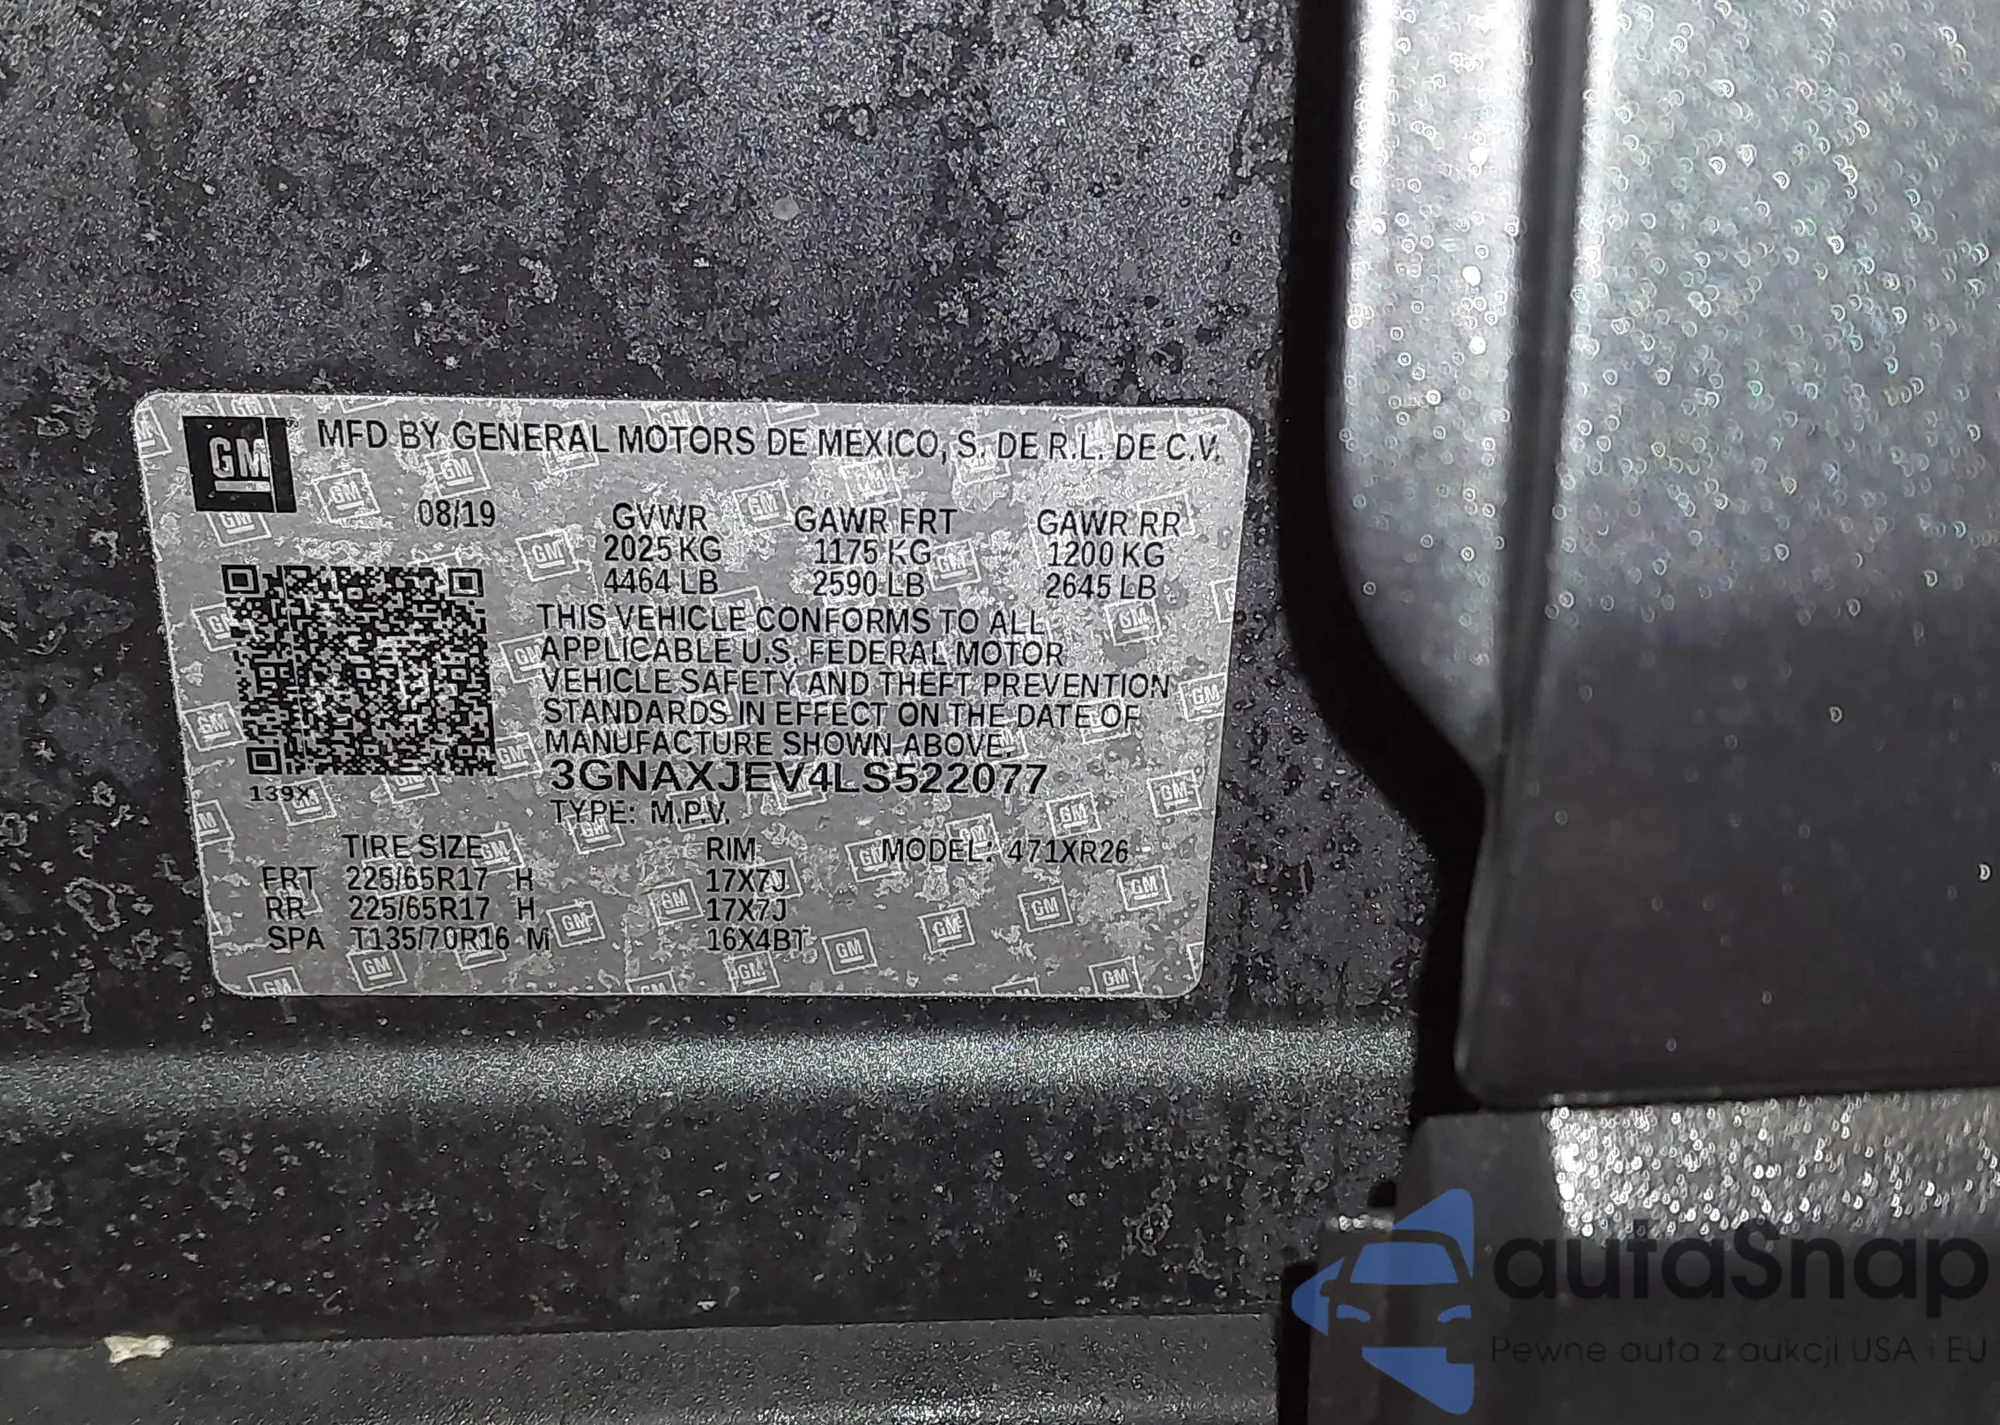 GM MFD BY GENERAL MOTORS DE MEXICO, S. DE R.L. DE C.V.
08/19 GVWR GAWR FRT GAWR RR
2025 KG 1175 KG 1200 KG
4464 LB 2590 LB 2645 LB
THIS VEHICLE CONFORMS TO ALL
APPLICABLE U.S. FEDERAL MOTOR
VEHICLE SAFETY AND THEFT PREVENTION
STANDARDS IN EFFECT ON THE DATE OF
MANUFACTURE SHOWN ABOVE.
3GNAXJEV4LS522077
139X
TYPE: M.P.V.
TIRE SIZE RIM MODEL: 471XR26
FRT 225/65R17 H 17X7J
RR 225/65R17 H 17X7J
SPA T135/70R16 M 16X4BT
autaSnap
Pewne auta z aukcji USA i EU